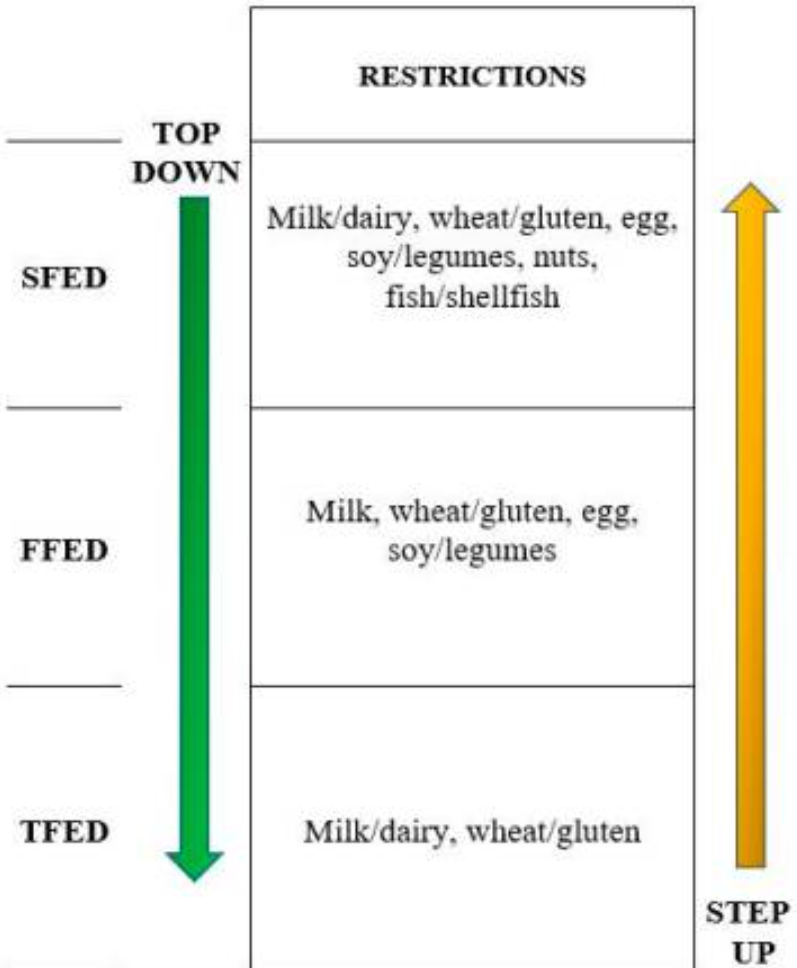 RESTRICTIONS
TOP
DOWN
SFED
Milk/dairy, wheat/gluten, egg,
soy/legumes, nuts,
fish/shellfish
FFED
Milk, wheat/gluten, egg,
soy/legumes
TFED
Milk/dairy, wheat/gluten
STEP
UP